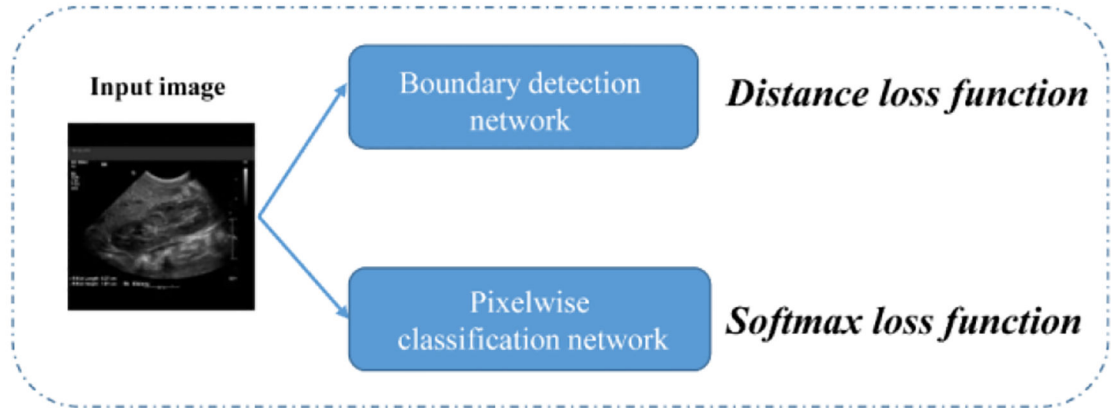 Input image
Boundary detection
network
Distance loss function
Pixelwise
classification network
Softmax loss function